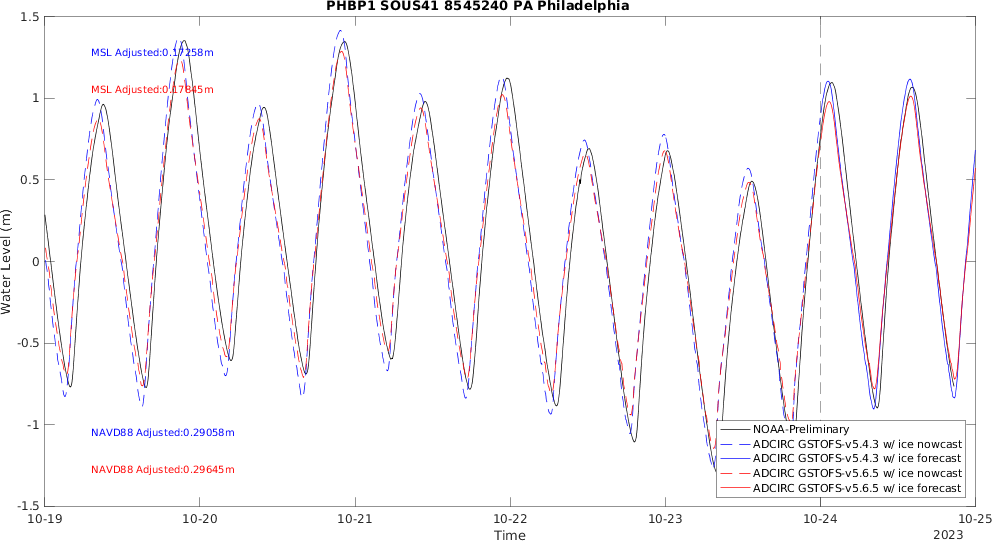 PHBP1 SOUS41 8545240 PA Philadelphia
1.5
1
0.5
0
-0.5
-1
-1.5
Water Level (m)
MSL Adjusted:0.17258m
MSL Adjusted:0.17845m
NAVD88 Adjusted:0.29058m
NAVD88 Adjusted:0.29645m
NOAA-Preliminary
ADCIRC GSTOFS-v5.4.3 w/ ice nowcast
ADCIRC GSTOFS-v5.4.3 w/ ice forecast
ADCIRC GSTOFS-v5.6.5 w/ ice nowcast
ADCIRC GSTOFS-v5.6.5 w/ ice forecast
10-19 10-20 10-21 10-22 10-23 10-24 10-25
Time
2023